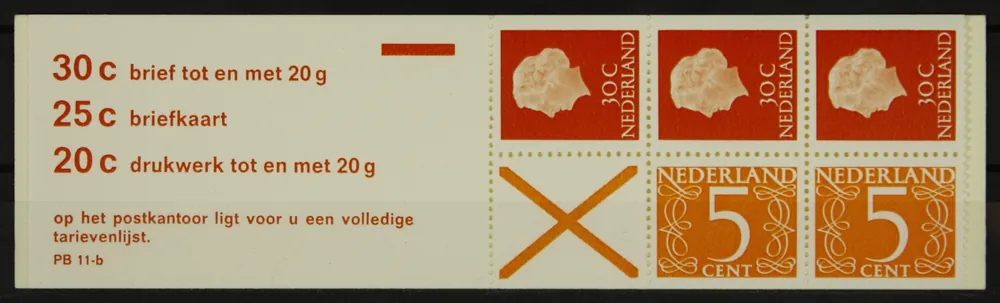 30 c brief tot en met 20 g
25 c briefkaart
20 c drukwerk tot en met 20 g
op het postkantoor ligt voor u een volledige
tarievenlijst.
PB 11-b
30 C
NEDERLAND
30 C
NEDERLAND
30 C
NEDERLAND
NEDERLAND
5
CENT
NEDERLAND
5
CENT